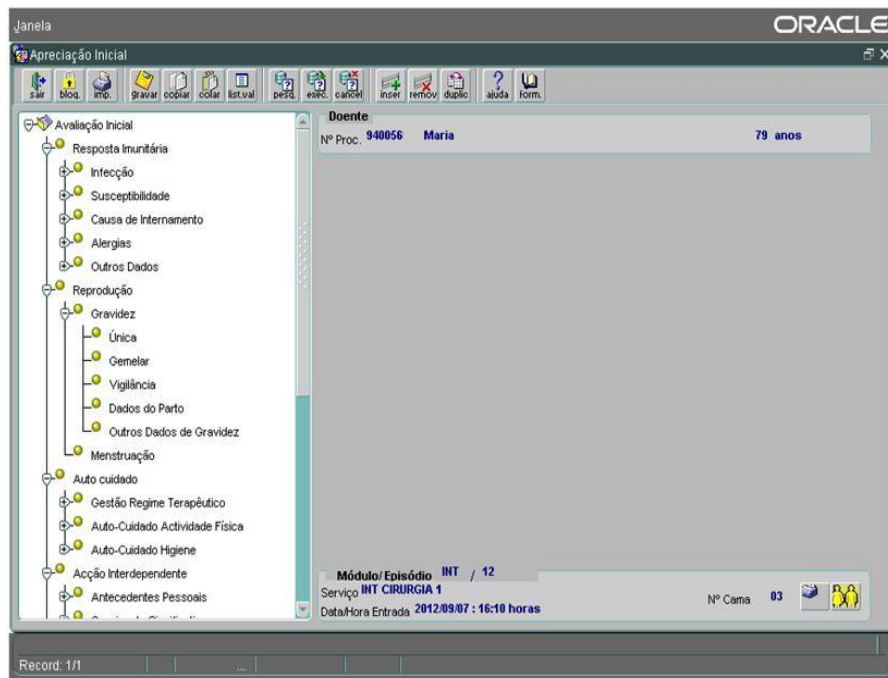 Janela
ORACLE
Apreciação Inicial
sair bloq. imp. gravar copiar colar list.val pesq. exec. cancel inser remov duplic ajuda form.
Avaliação Inicial
Resposta Imunitária
Infecção
Susceptibilidade
Causa de Internamento
Alergias
Outros Dados
Reprodução
Gravidez
Única
Gemelar
Vigilância
Dados do Parto
Outros Dados de Gravidez
Menstruação
Auto cuidado
Gestão Regime Terapêutico
Auto-Cuidado Actividade Física
Auto-Cuidado Higiene
Acção Interdependente
Antecedentes Pessoais
Doente
Nº Proc. 940056 Maria 79 anos
Módulo/Episódio INT / 12
Serviço INT CIRURGIA 1
Data/Hora Entrada 2012/09/07 : 16:10 horas
Nº Cama 03
Record: 1/1 ...